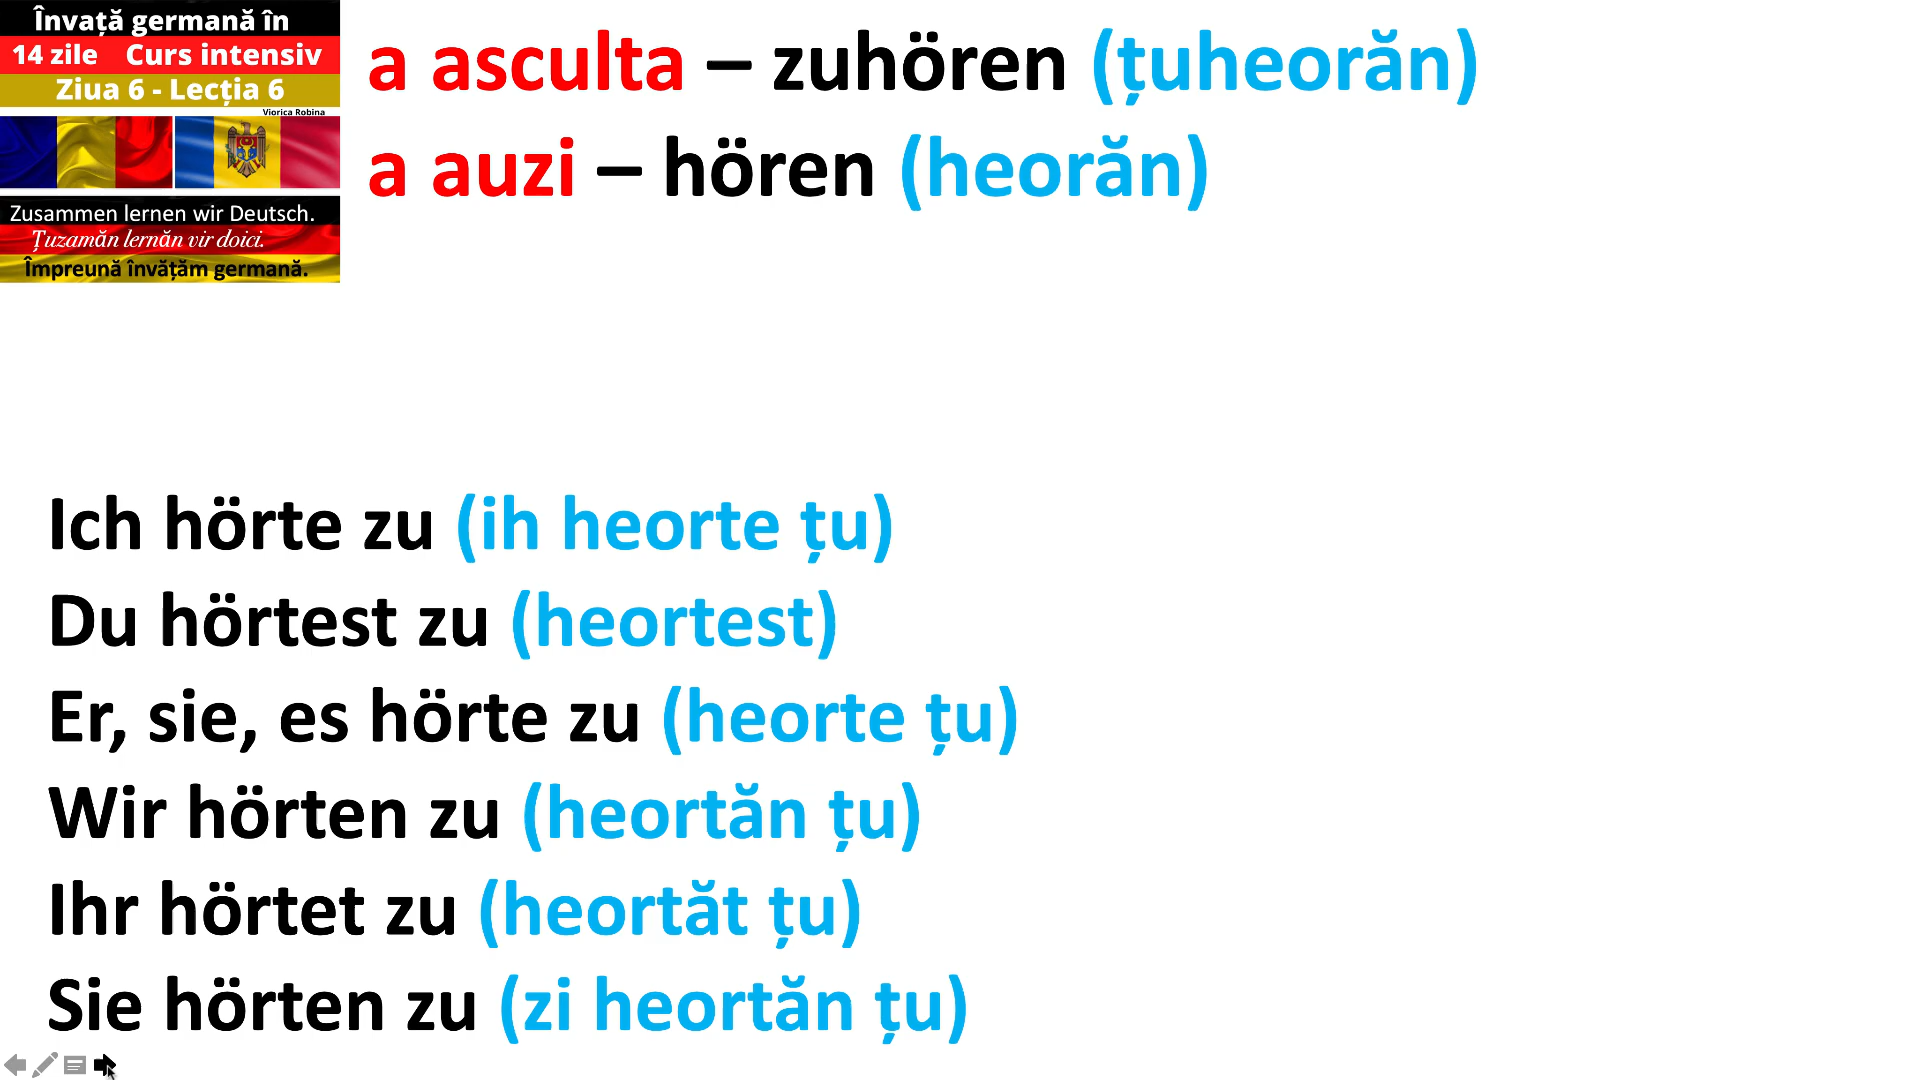 Învață germană în
14 zile Curs intensiv
Ziua 6 - Lecția 6
Viorica Robina
Zusammen lernen wir Deutsch.
Țuzamăn lernăn vir doici.
Împreună învățăm germană.
a asculta – zuhören (țuheorăn)
a auzi – hören (heorăn)
Ich hörte zu (ih heorte țu)
Du hörtest zu (heortest)
Er, sie, es hörte zu (heorte țu)
Wir hörten zu (heortăn țu)
Ihr hörtet zu (heortăt țu)
Sie hörten zu (zi heortăn țu)